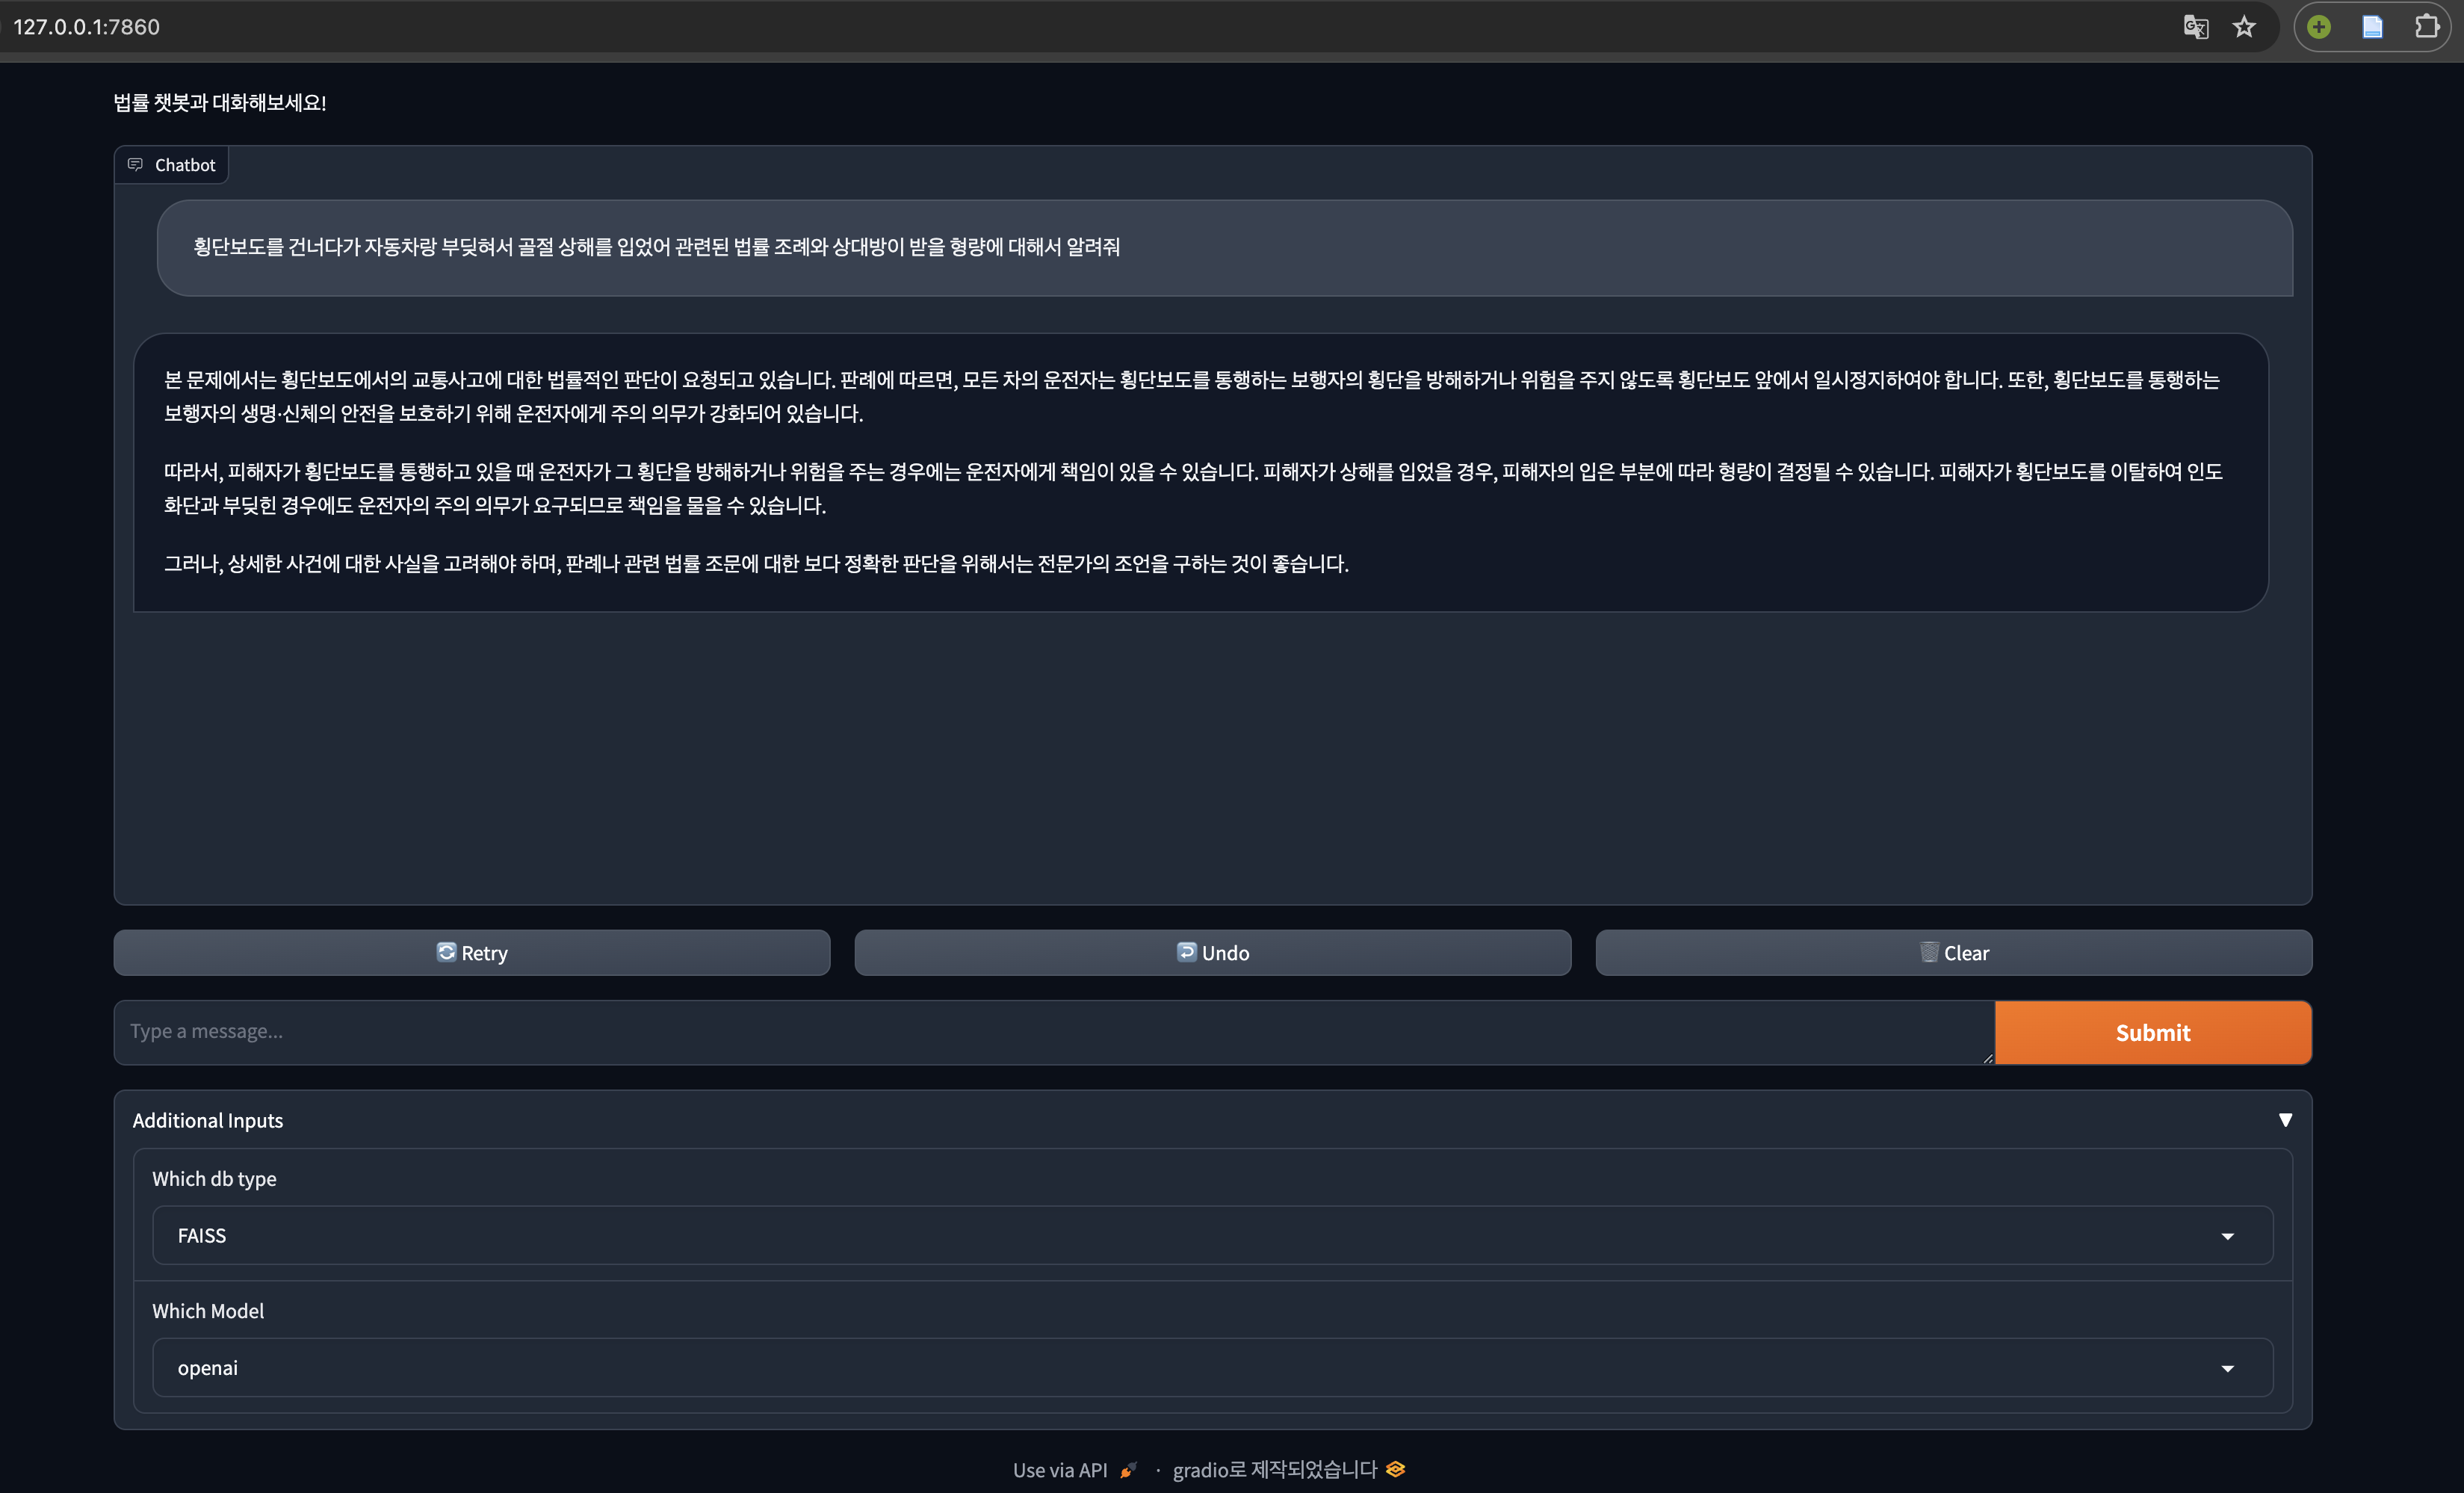 127.0.0.1:7860
법률 챗봇과 대화해보세요!
Chatbot
횡단보도를 건너다가 자동차랑 부딪혀서 골절 상해를 입었어 관련된 법률 조례와 상대방이 받을 형량에 대해서 알려줘
본 문제에서는 횡단보도에서의 교통사고에 대한 법률적인 판단이 요청되고 있습니다. 판례에 따르면, 모든 차의 운전자는 횡단보도를 통행하는 보행자의 횡단을 방해하거나 위험을 주지 않도록 횡단보도 앞에서 일시정지하여야 합니다. 또한, 횡단보도를 통행하는
보행자의 생명·신체의 안전을 보호하기 위해 운전자에게 주의 의무가 강화되어 있습니다.
따라서, 피해자가 횡단보도를 통행하고 있을 때 운전자가 그 횡단을 방해하거나 위험을 주는 경우에는 운전자에게 책임이 있을 수 있습니다. 피해자가 상해를 입었을 경우, 피해자의 입은 부분에 따라 형량이 결정될 수 있습니다. 피해자가 횡단보도를 이탈하여 인도
화단과 부딪힌 경우에도 운전자의 주의 의무가 요구되므로 책임을 물을 수 있습니다.
그러나, 상세한 사건에 대한 사실을 고려해야 하며, 판례나 관련 법률 조문에 대한 보다 정확한 판단을 위해서는 전문가의 조언을 구하는 것이 좋습니다.
Retry
Undo
Clear
Type a message...
Submit
Additional Inputs
Which db type
FAISS
Which Model
openai
Use via API · gradio로 제작되었습니다